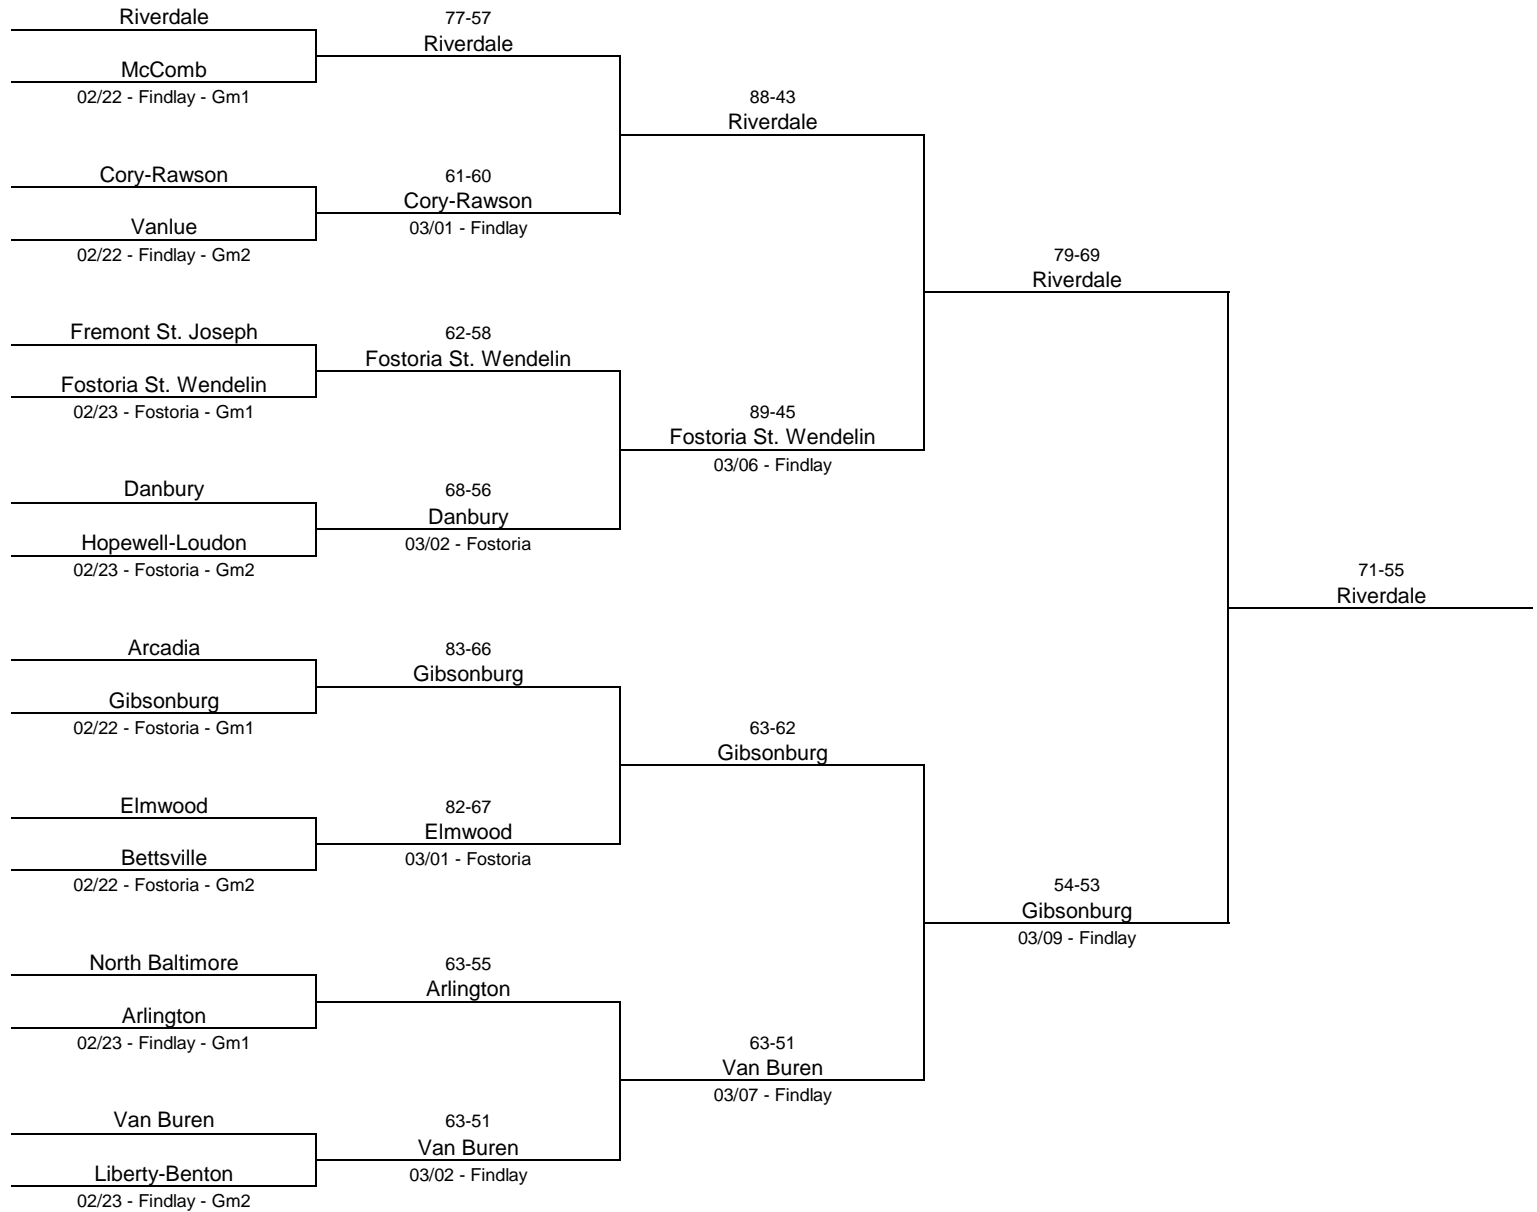 Riverdale
McComb
02/22 - Findlay - Gm1
Cory-Rawson
Vanlue
02/22 - Findlay - Gm2
Fremont St. Joseph
Fostoria St. Wendelin
02/23 - Fostoria - Gm1
Danbury
Hopewell-Loudon
02/23 - Fostoria - Gm2
Arcadia
Gibsonburg
02/22 - Fostoria - Gm1
Elmwood
Bettsville
02/22 - Fostoria - Gm2
North Baltimore
Arlington
02/23 - Findlay - Gm1
Van Buren
Liberty-Benton
02/23 - Findlay - Gm2
77-57
Riverdale
61-60
Cory-Rawson
03/01 - Findlay
62-58
Fostoria St. Wendelin
68-56
Danbury
03/02 - Fostoria
83-66
Gibsonburg
82-67
Elmwood
03/01 - Fostoria
63-55
Arlington
63-51
Van Buren
03/02 - Findlay
88-43
Riverdale
89-45
Fostoria St. Wendelin
03/06 - Findlay
63-62
Gibsonburg
63-51
Van Buren
03/07 - Findlay
79-69
Riverdale
54-53
Gibsonburg
03/09 - Findlay
71-55
Riverdale